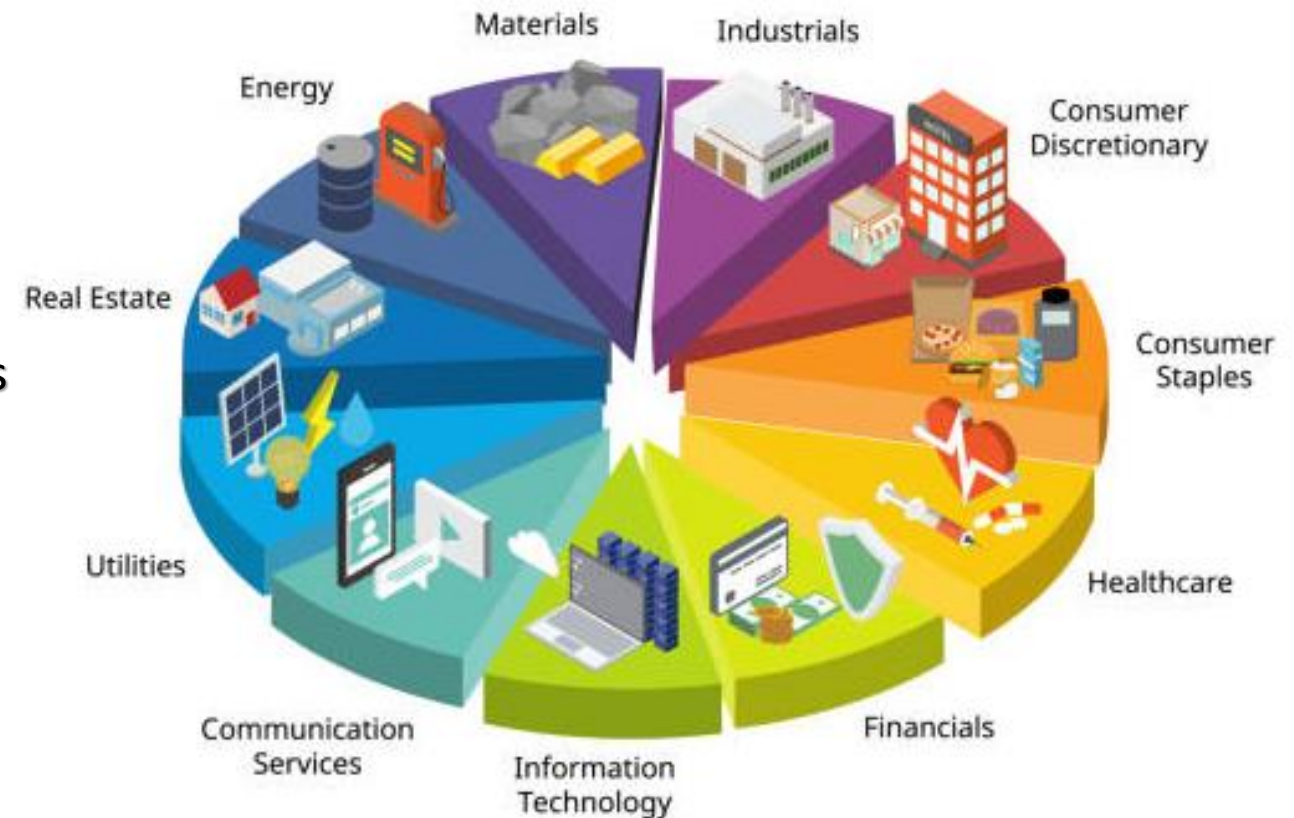 Materials
Industrials
Energy
Consumer
Discretionary
Real Estate
s
Consumer
Staples
Utilities
Healthcare
Communication
Services
Financials
Information
Technology